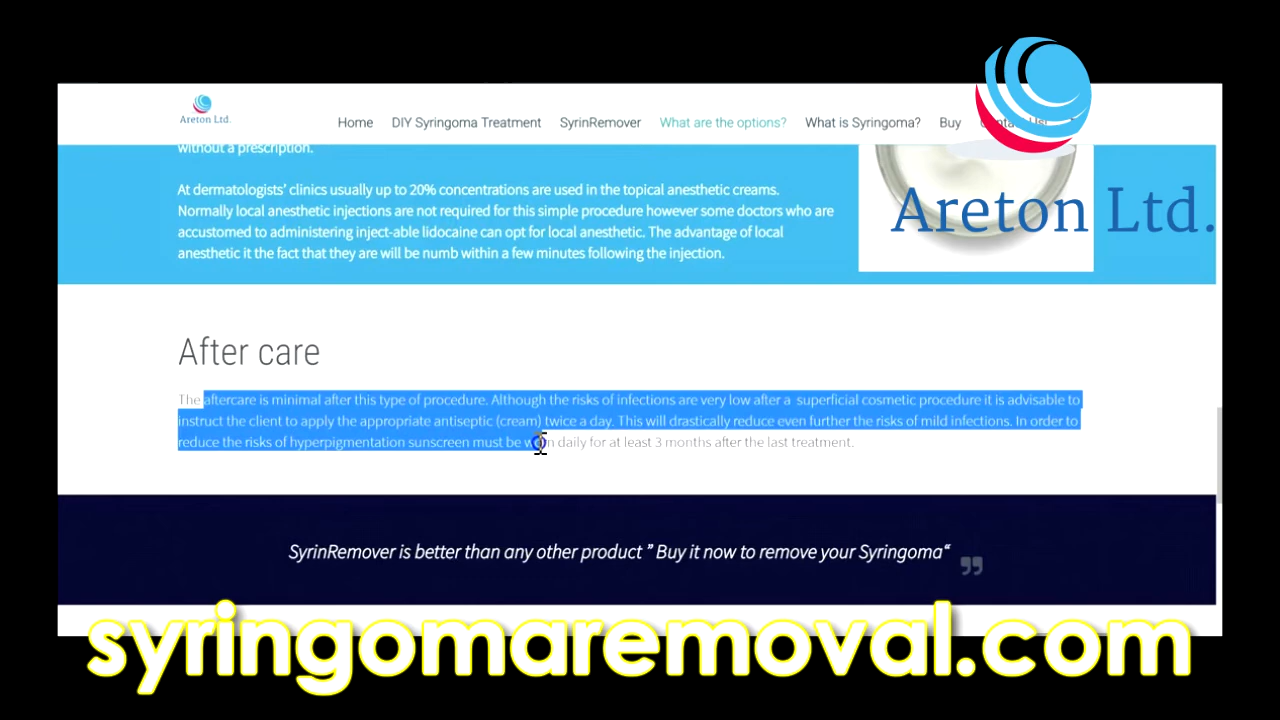 Areton Ltd.
Home DIY Syringoma Treatment SyrinRemover What are the options? What is Syringoma? Buy Contact Us!
without a prescription.
At dermatologists' clinics usually up to 20% concentrations are used in the topical anesthetic creams.
Normally local anesthetic injections are not required for this simple procedure however some doctors who are
accustomed to administering inject-able lidocaine can opt for local anesthetic. The advantage of local
anesthetic it the fact that they are will be numb within a few minutes following the injection.
Areton Ltd.
After care
The aftercare is minimal after this type of procedure. Although the risks of infections are very low after a superficial cosmetic procedure it is advisable to
instruct the client to apply the appropriate antiseptic (cream) twice a day. This will drastically reduce even further the risks of mild infections. In order to
reduce the risks of hyperpigmentation sunscreen must be worn daily for at least 3 months after the last treatment.
SyrinRemover is better than any other product ” Buy it now to remove your Syringoma“
”
syringomaremoval.com